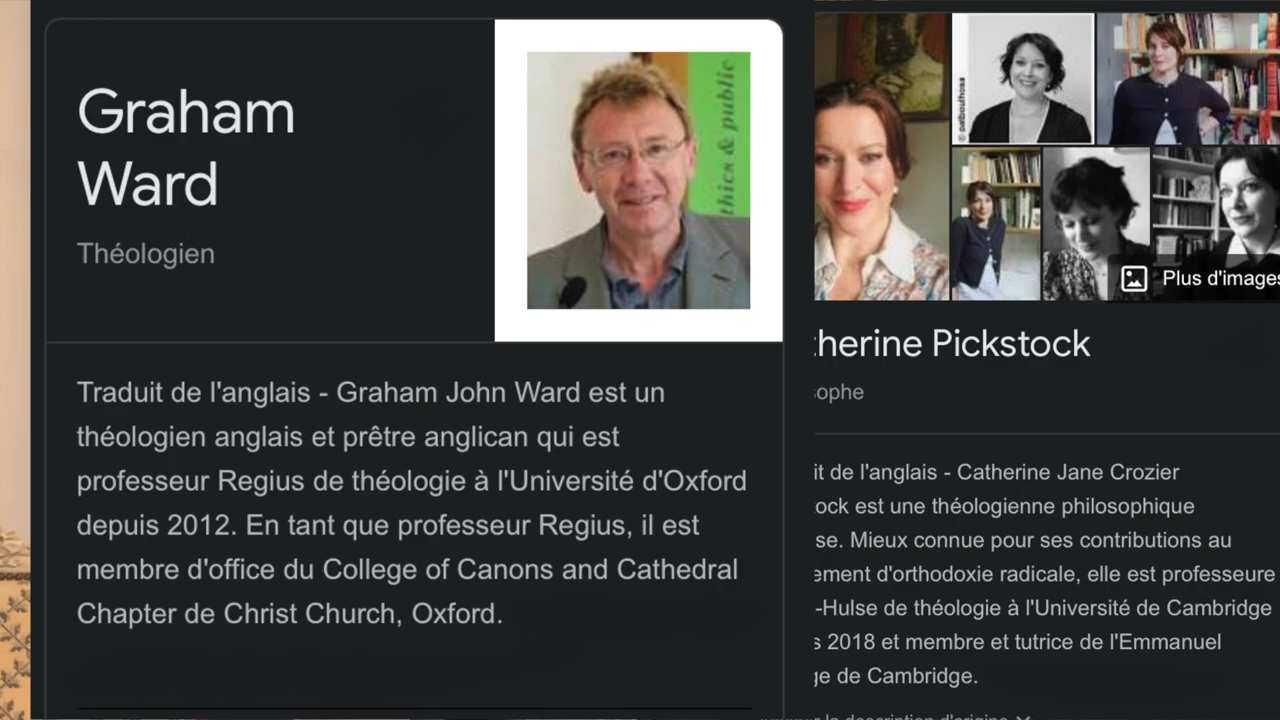 Graham
Ward
Théologien
thics & public
Traduit de l'anglais - Graham John Ward est un
théologien anglais et prêtre anglican qui est
professeur Regius de théologie à l'Université d'Oxford
depuis 2012. En tant que professeur Regius, il est
membre d'office du College of Canons and Cathedral
Chapter de Christ Church, Oxford.
Plus d'images
herine Pickstock
sophe
it de l'anglais - Catherine Jane Crozier
ock est une théologienne philosophique
se. Mieux connue pour ses contributions au
ement d'orthodoxie radicale, elle est professeure
-Hulse de théologie à l'Université de Cambridge
s 2018 et membre et tutrice de l'Emmanuel
ge de Cambridge.